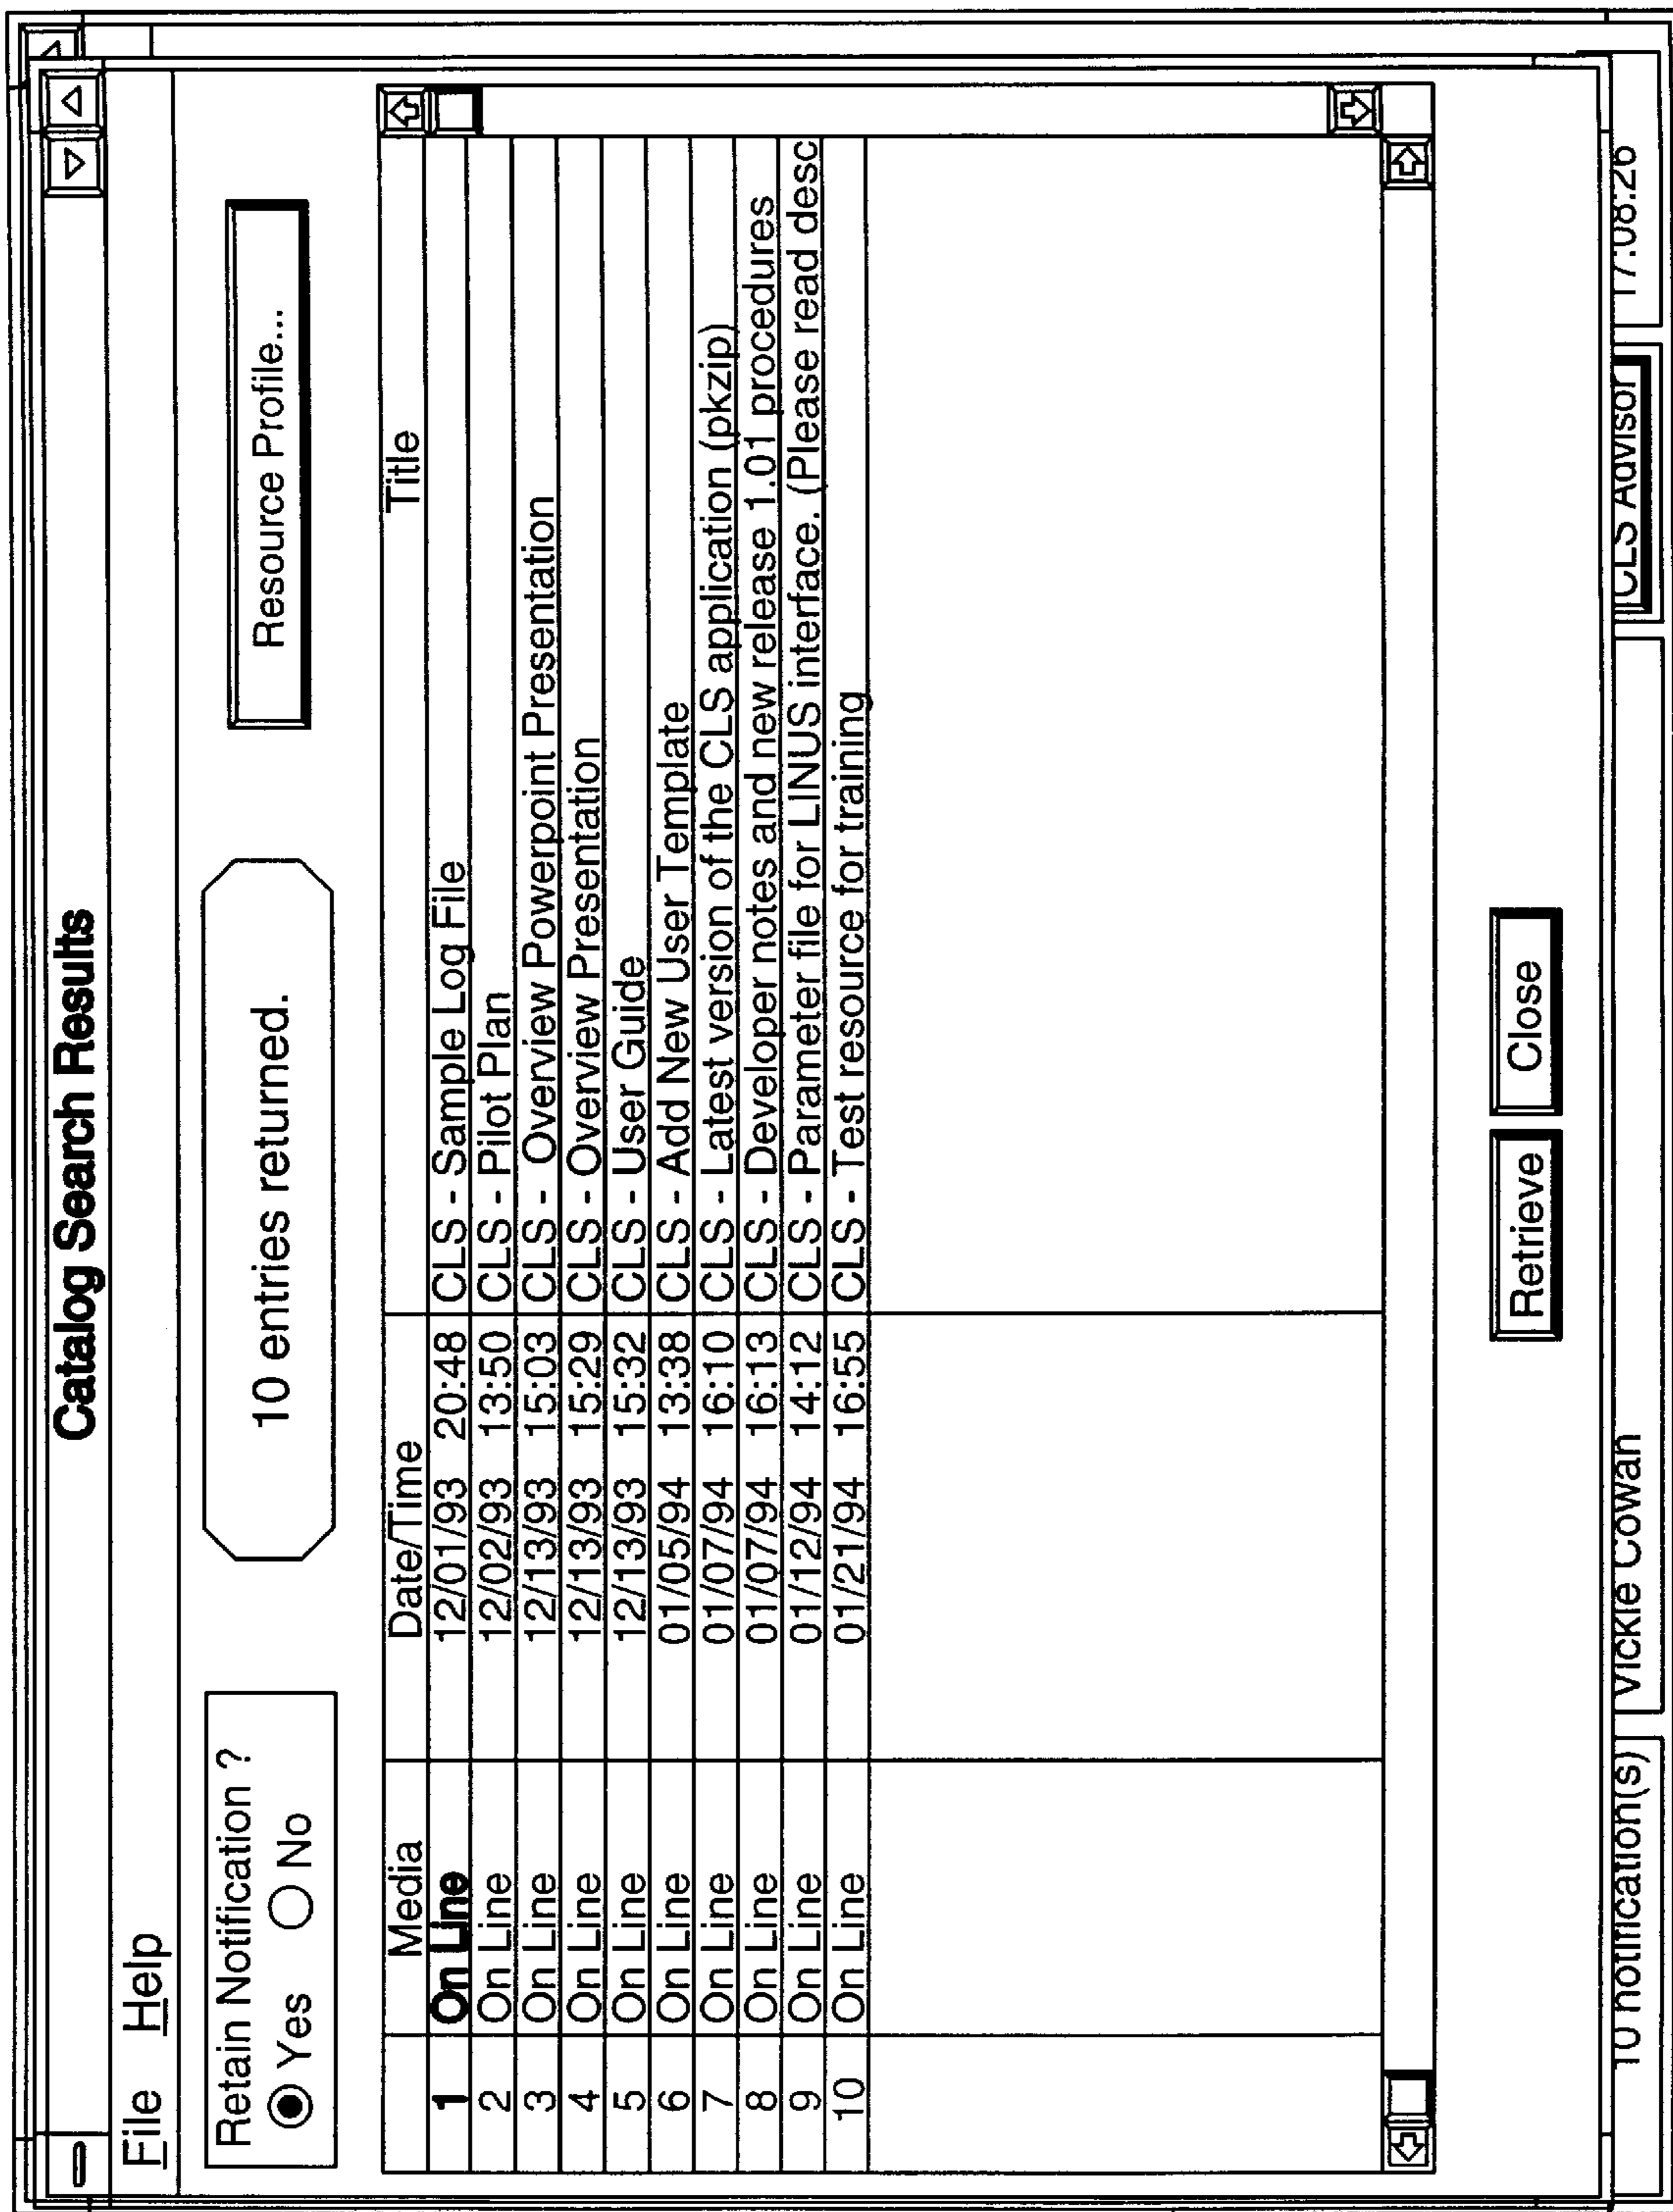 Catalog Search Results
File Help
Retain Notification ?
Yes No
10 entries returned.
Resource Profile...
Media Date/Time Title
1 On Line 12/01/93 20:48 CLS - Sample Log File
2 On Line 12/02/93 13:50 CLS - Pilot Plan
3 On Line 12/13/93 15:03 CLS - Overview Powerpoint Presentation
4 On Line 12/13/93 15:29 CLS - Overview Presentation
5 On Line 12/13/93 15:32 CLS - User Guide
6 On Line 01/05/94 13:38 CLS - Add New User Template
7 On Line 01/07/94 16:10 CLS - Latest version of the CLS application (pkzip)
8 On Line 01/07/94 16:13 CLS - Developer notes and new release 1.01 procedures
9 On Line 01/12/94 14:12 CLS - Parameter file for LINUS interface. (Please read desc
10 On Line 01/21/94 16:55 CLS - Test resource for training
Retrieve Close
10 notification(s) Vickie Cowan CLS Advisor 17:08:26